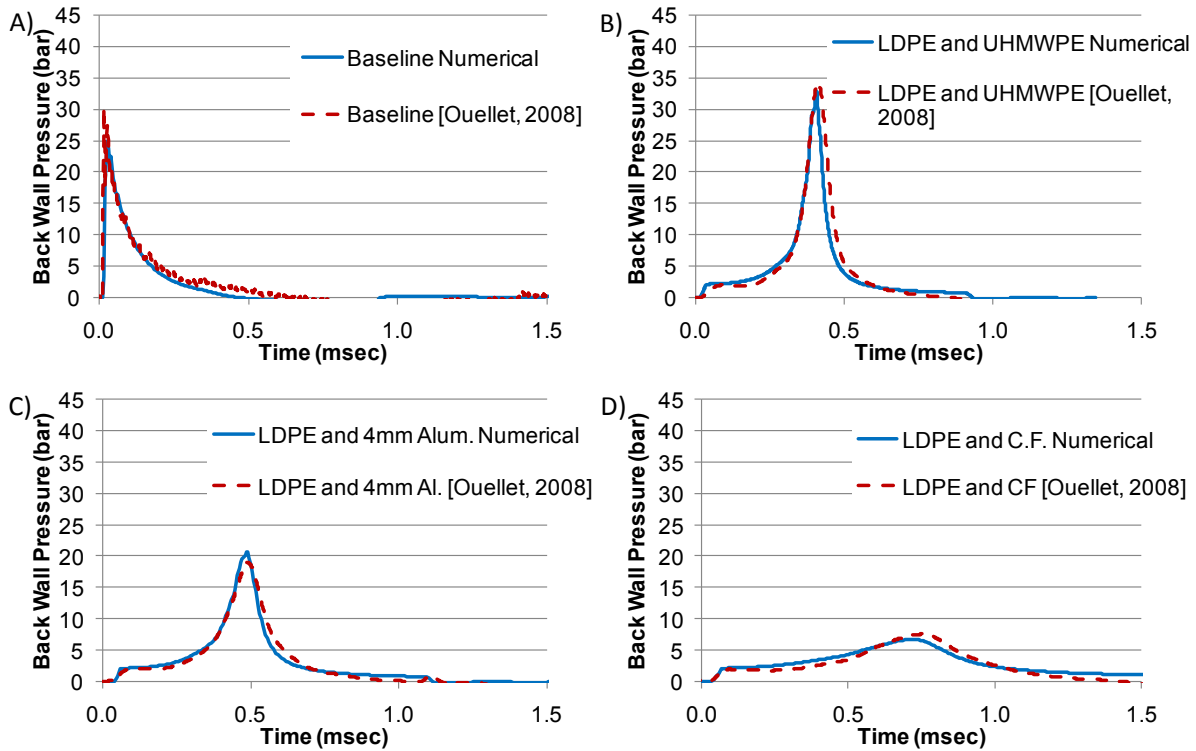 A)
Back Wall Pressure (bar)
45
40
35
30
25
20
15
10
5
0
Baseline Numerical
Baseline [Ouellet, 2008]
0.0
0.5
1.0
1.5
Time (msec)
B)
Back Wall Pressure (bar)
45
40
35
30
25
20
15
10
5
0
LDPE and UHMWPE Numerical
LDPE and UHMWPE [Ouellet,
2008]
0.0
0.5
1.0
1.5
Time (msec)
C)
Back Wall Pressure (bar)
45
40
35
30
25
20
15
10
5
0
LDPE and 4mm Alum. Numerical
LDPE and 4mm Al. [Ouellet, 2008]
0.0
0.5
1.0
1.5
Time (msec)
D)
Back Wall Pressure (bar)
45
40
35
30
25
20
15
10
5
0
LDPE and C.F. Numerical
LDPE and CF [Ouellet, 2008]
0.0
0.5
1.0
1.5
Time (msec)